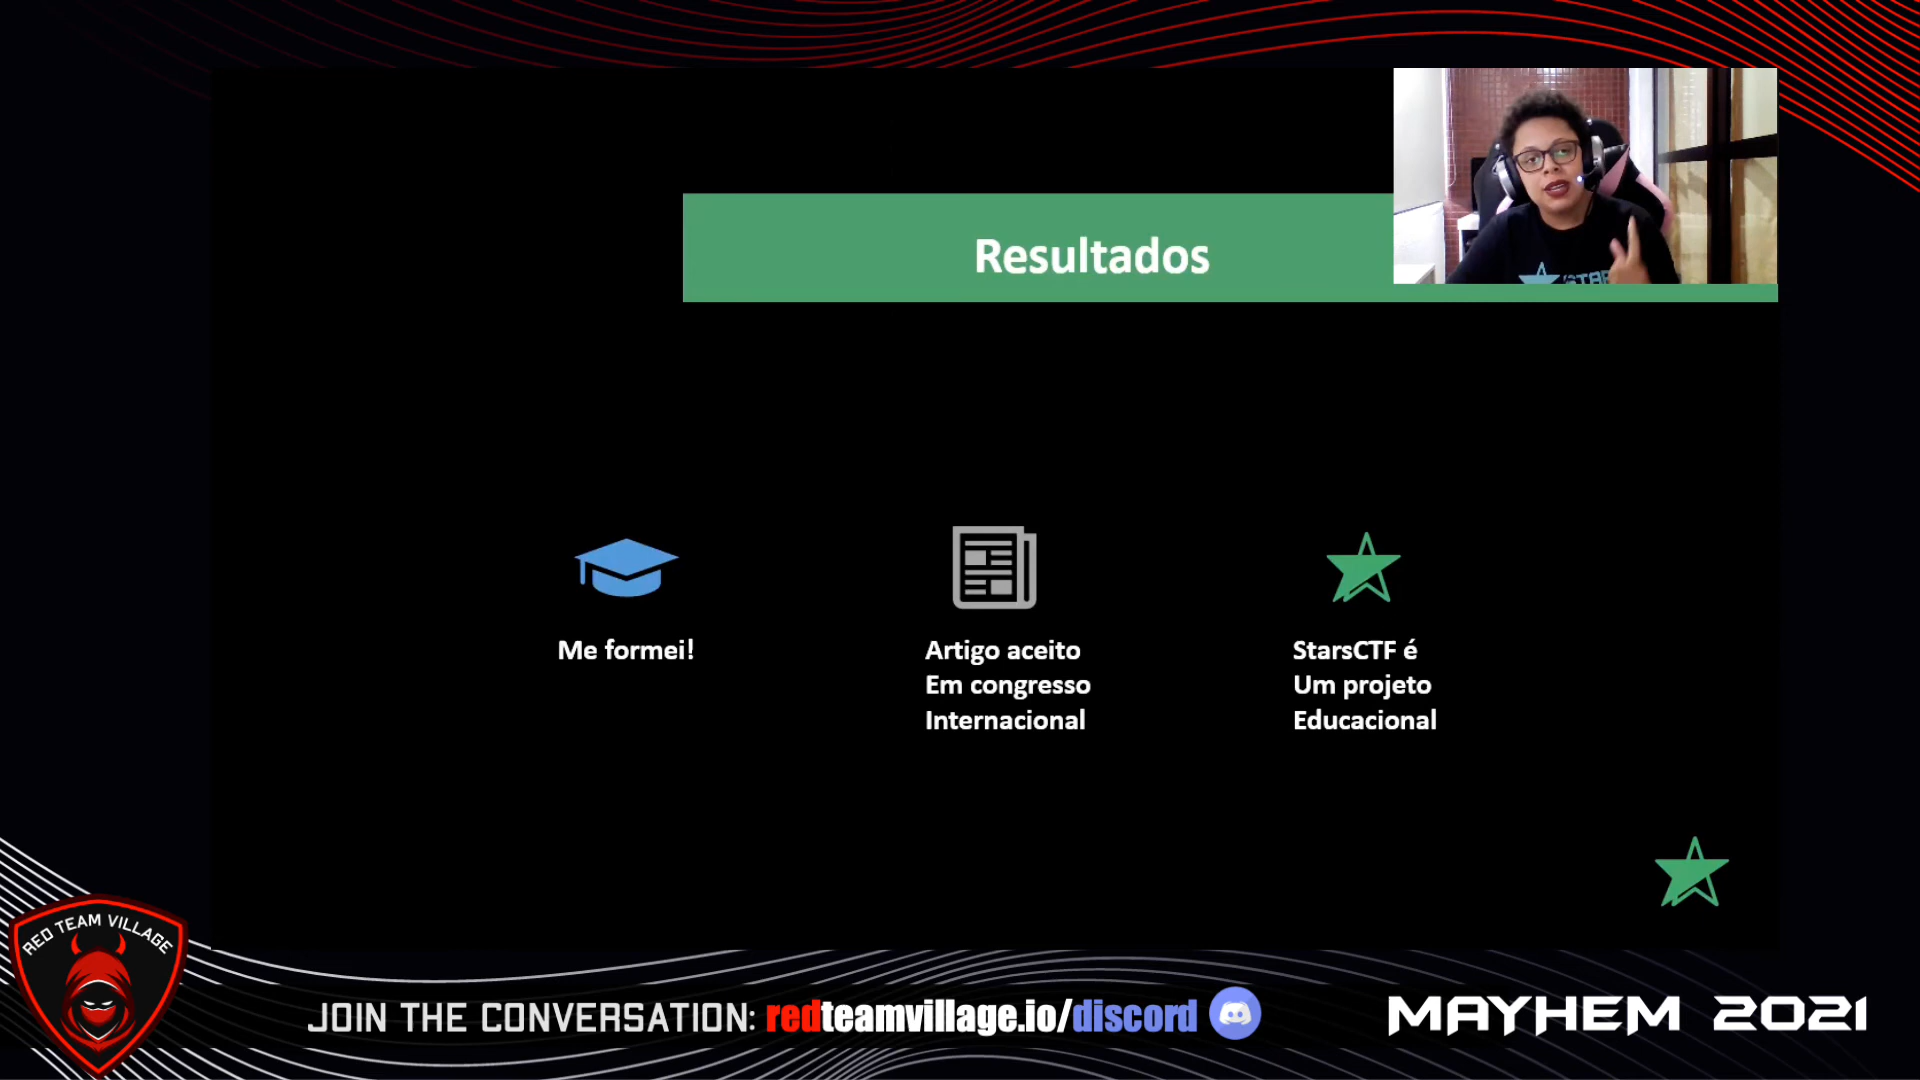 Resultados
STAR
Me formei!
Artigo aceito
Em congresso
Internacional
StarsCTF é
Um projeto
Educacional
RED TEAM VILLAGE
JOIN THE CONVERSATION: redteamvillage.io/discord
MAYHEM 2021